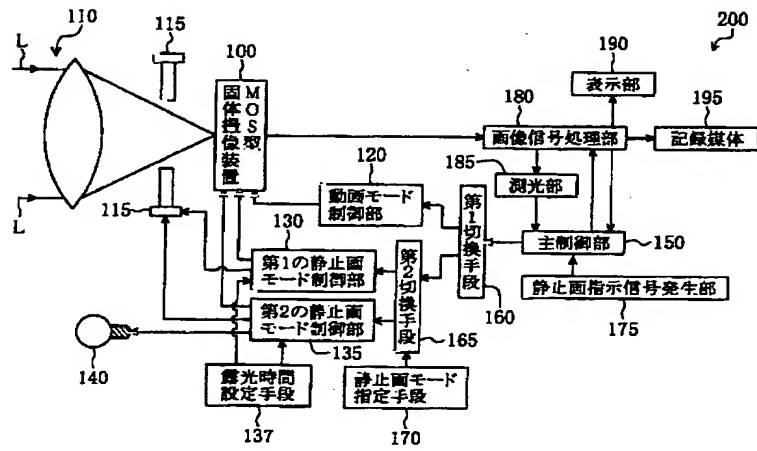 110
115
200
L
100
MOS型
固体撮像装置
190
表示部
180
画像信号処理部
195
記録媒体
185
測光部
120
動画モード
制御部
第1切換手段
160
主制御部
150
L
115
130
第1の静止画
モード制御部
第2切換手段
165
静止画指示信号発生部
175
第2の静止画
モード制御部
135
140
露光時間
設定手段
137
静止画モード
指定手段
170